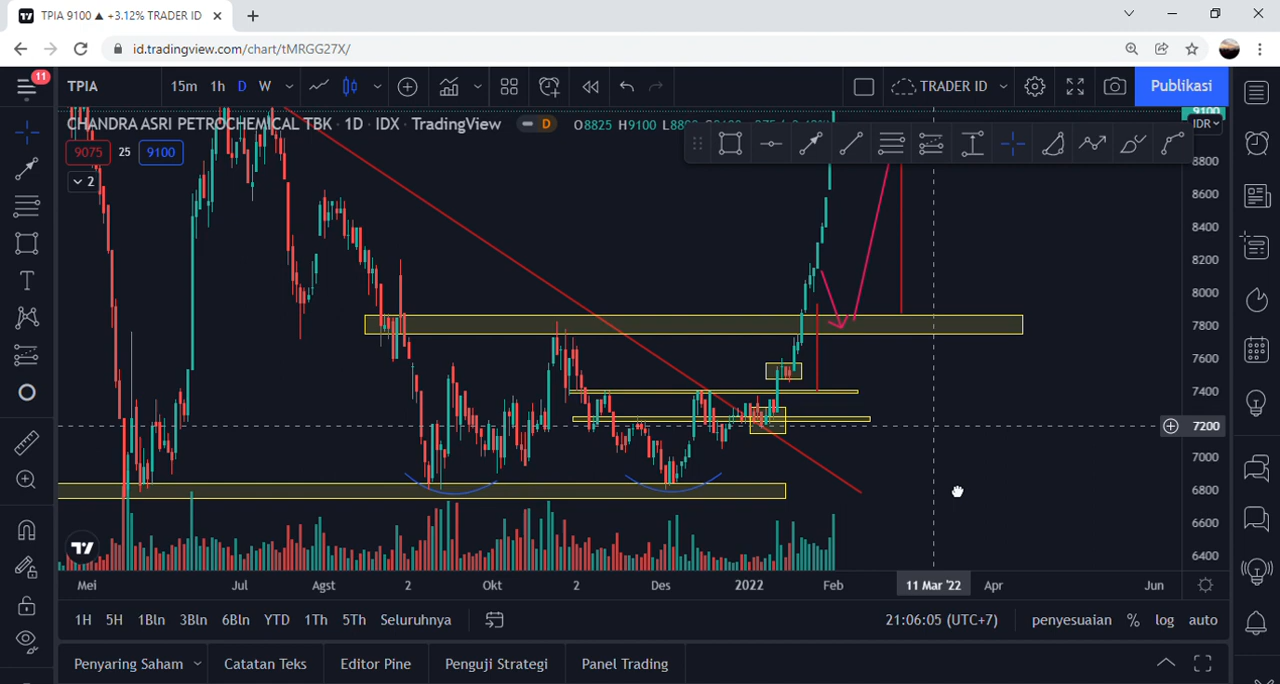 TPIA 9100 ▲ +3.12% TRADER ID
id.tradingview.com/chart/tMRGG27X/
11
TPIA 15m 1h D W TRADER ID Publikasi
CHANDRA ASRI PETROCHEMICAL TBK · 1D · IDX · TradingView D O8825 H9100
9075 25 9100
2
9100
IDR
8800
8600
8400
8200
8000
7800
7600
7400
7200
7000
6800
6600
6400
Mei Jul Agst 2 Okt 2 Des 2022 Feb 11 Mar '22 Apr Jun
1H 5H 1Bln 3Bln 6Bln YTD 1Th 5Th Seluruhnya 21:06:05 (UTC+7) penyesuaian % log auto
Penyaring Saham Catatan Teks Editor Pine Penguji Strategi Panel Trading